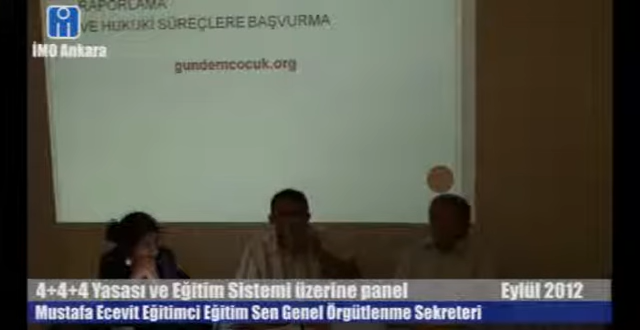 RAPORLAMA
VE HUKUKİ SÜREÇLERE BAŞVURMA
İMO Ankara
gundemcocuk.org
4+4+4 Yasası ve Eğitim Sistemi üzerine panel Eylül 2012
Mustafa Ecevit Eğitimci Eğitim Sen Genel Örgütlenme Sekreteri